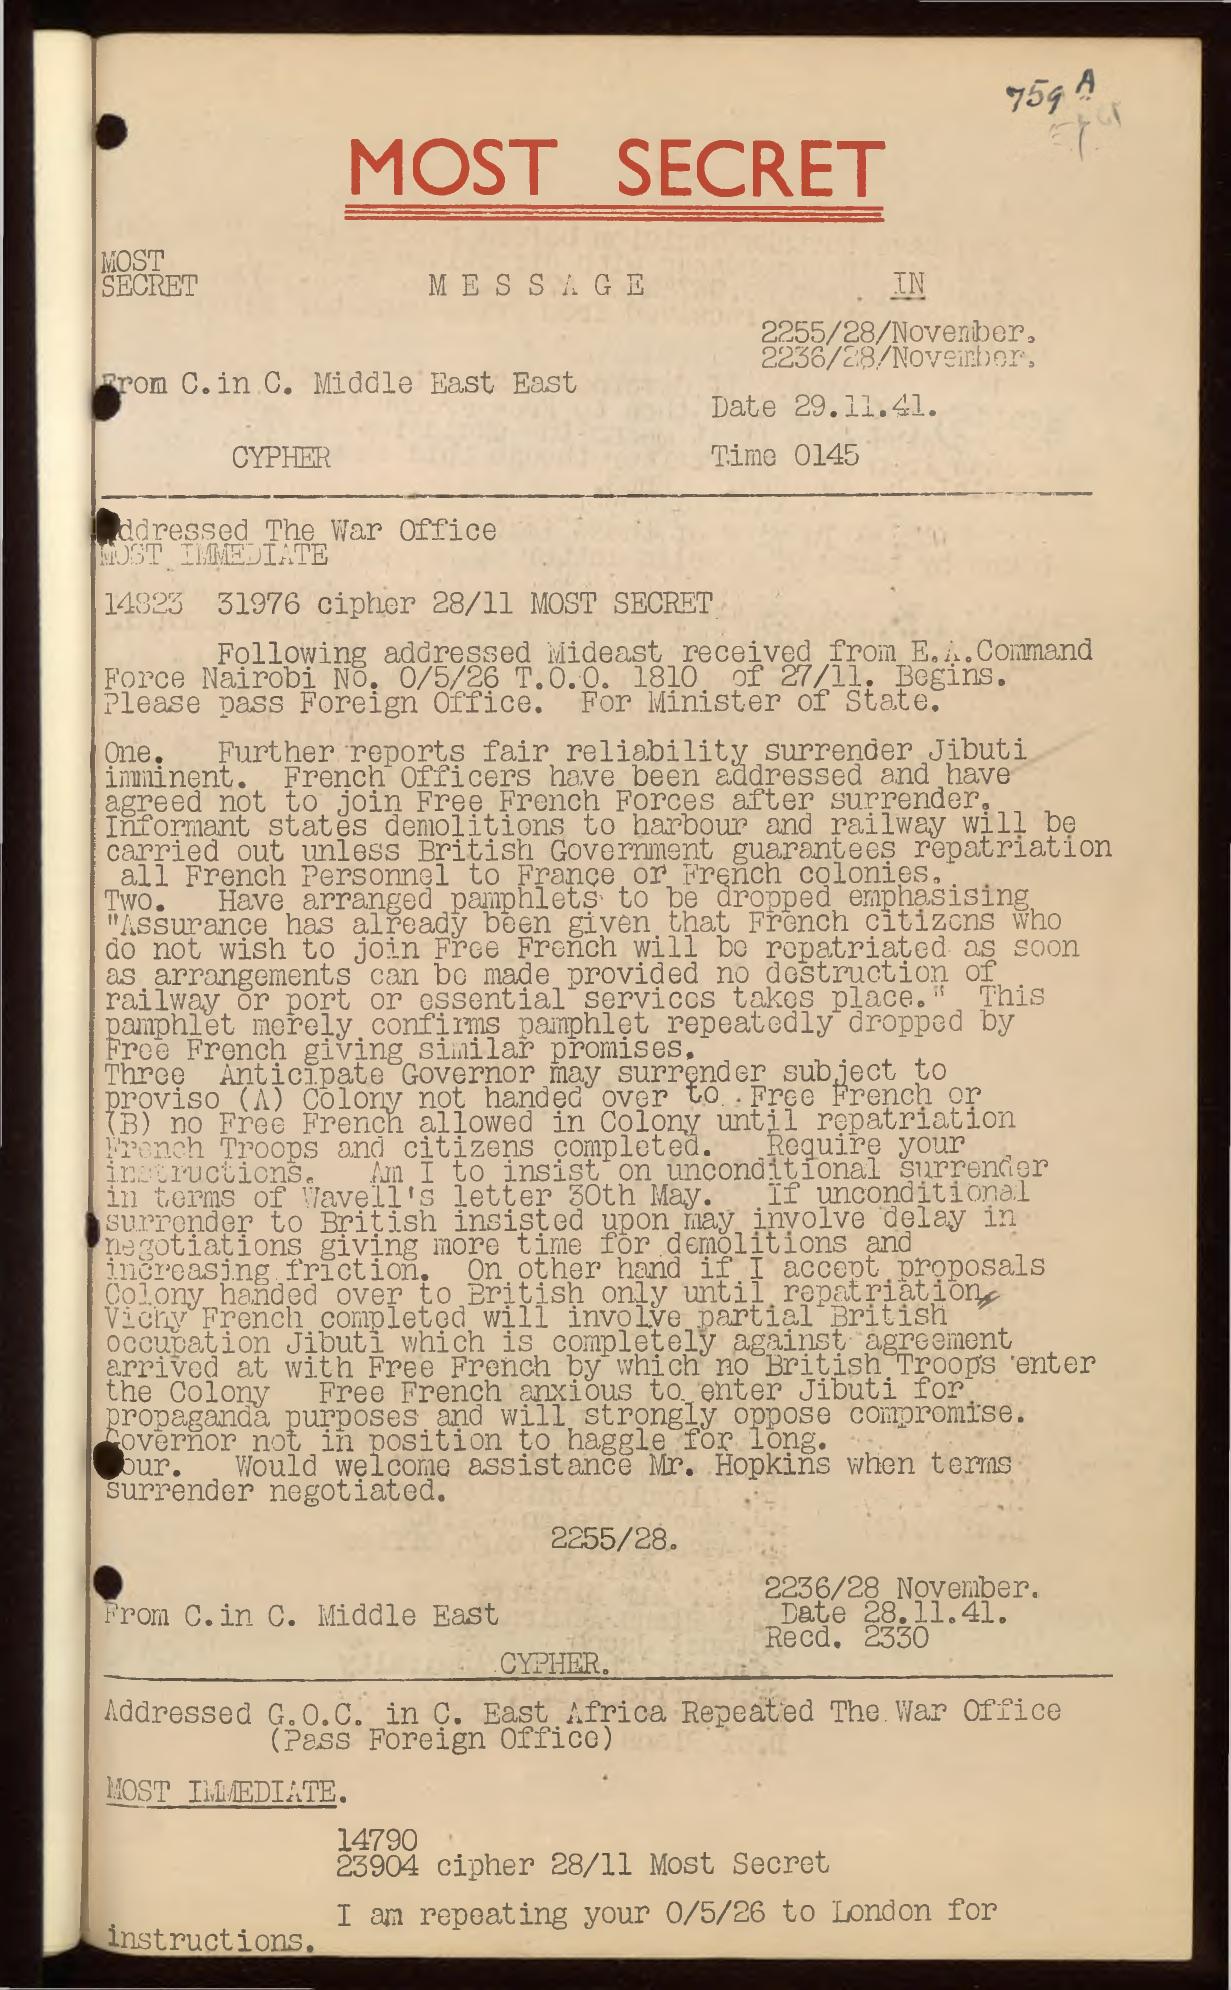 759 A
MOST SECRET
MOST
SECRET
MESSAGE
IN
2255/28/November.
2236/28/November.
From C.in C. Middle East East
Date 29.11.41.
CYPHER
Time 0145
Addressed The War Office
MOST IMMEDIATE
14823 31976 cipher 28/11 MOST SECRET
Following addressed Mideast received from E.A.Command
Force Nairobi No. 0/5/26 T.O.O. 1810 of 27/11. Begins.
Please pass Foreign Office. For Minister of State.
One. Further reports fair reliability surrender Jibuti
imminent. French Officers have been addressed and have
agreed not to join Free French Forces after surrender.
Informant states demolitions to harbour and railway will be
carried out unless British Government guarantees repatriation
all French Personnel to France or French colonies.
Two. Have arranged pamphlets to be dropped emphasising
"Assurance has already been given that French citizens who
do not wish to join Free French will be repatriated as soon
as arrangements can be made provided no destruction of
railway or port or essential services takes place." This
pamphlet merely confirms pamphlet repeatedly dropped by
Free French giving similar promises.
Three Anticipate Governor may surrender subject to
proviso (A) Colony not handed over to Free French or
(B) no Free French allowed in Colony until repatriation
French Troops and citizens completed. Require your
instructions. Am I to insist on unconditional surrender
in terms of Wavell's letter 30th May. If unconditional
surrender to British insisted upon may involve delay in
negotiations giving more time for demolitions and
increasing friction. On other hand if I accept proposals
Colony handed over to British only until repatriation
Vichy French completed will involve partial British
occupation Jibuti which is completely against agreement
arrived at with Free French by which no British Troops enter
the Colony Free French anxious to enter Jibuti for
propaganda purposes and will strongly oppose compromise.
Governor not in position to haggle for long.
Four. Would welcome assistance Mr. Hopkins when terms
surrender negotiated.
2255/28.
2236/28 November.
From C.in C. Middle East
Date 28.11.41.
Recd. 2330
CYPHER.
Addressed G.O.C. in C. East Africa Repeated The War Office
(Pass Foreign Office)
MOST IMMEDIATE.
14790
23904 cipher 28/11 Most Secret
I am repeating your 0/5/26 to London for
instructions.